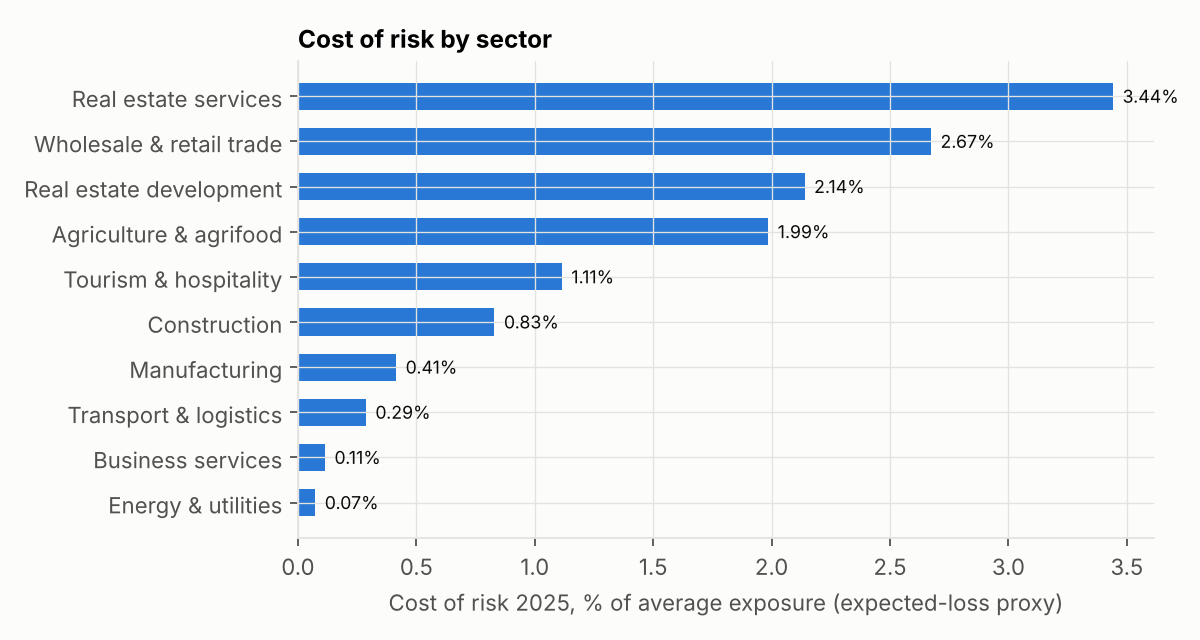 Cost of risk by sector
Real estate services 3.44%
Wholesale & retail trade 2.67%
Real estate development 2.14%
Agriculture & agrifood 1.99%
Tourism & hospitality 1.11%
Construction 0.83%
Manufacturing 0.41%
Transport & logistics 0.29%
Business services 0.11%
Energy & utilities 0.07%
0.0 0.5 1.0 1.5 2.0 2.5 3.0 3.5
Cost of risk 2025, % of average exposure (expected-loss proxy)